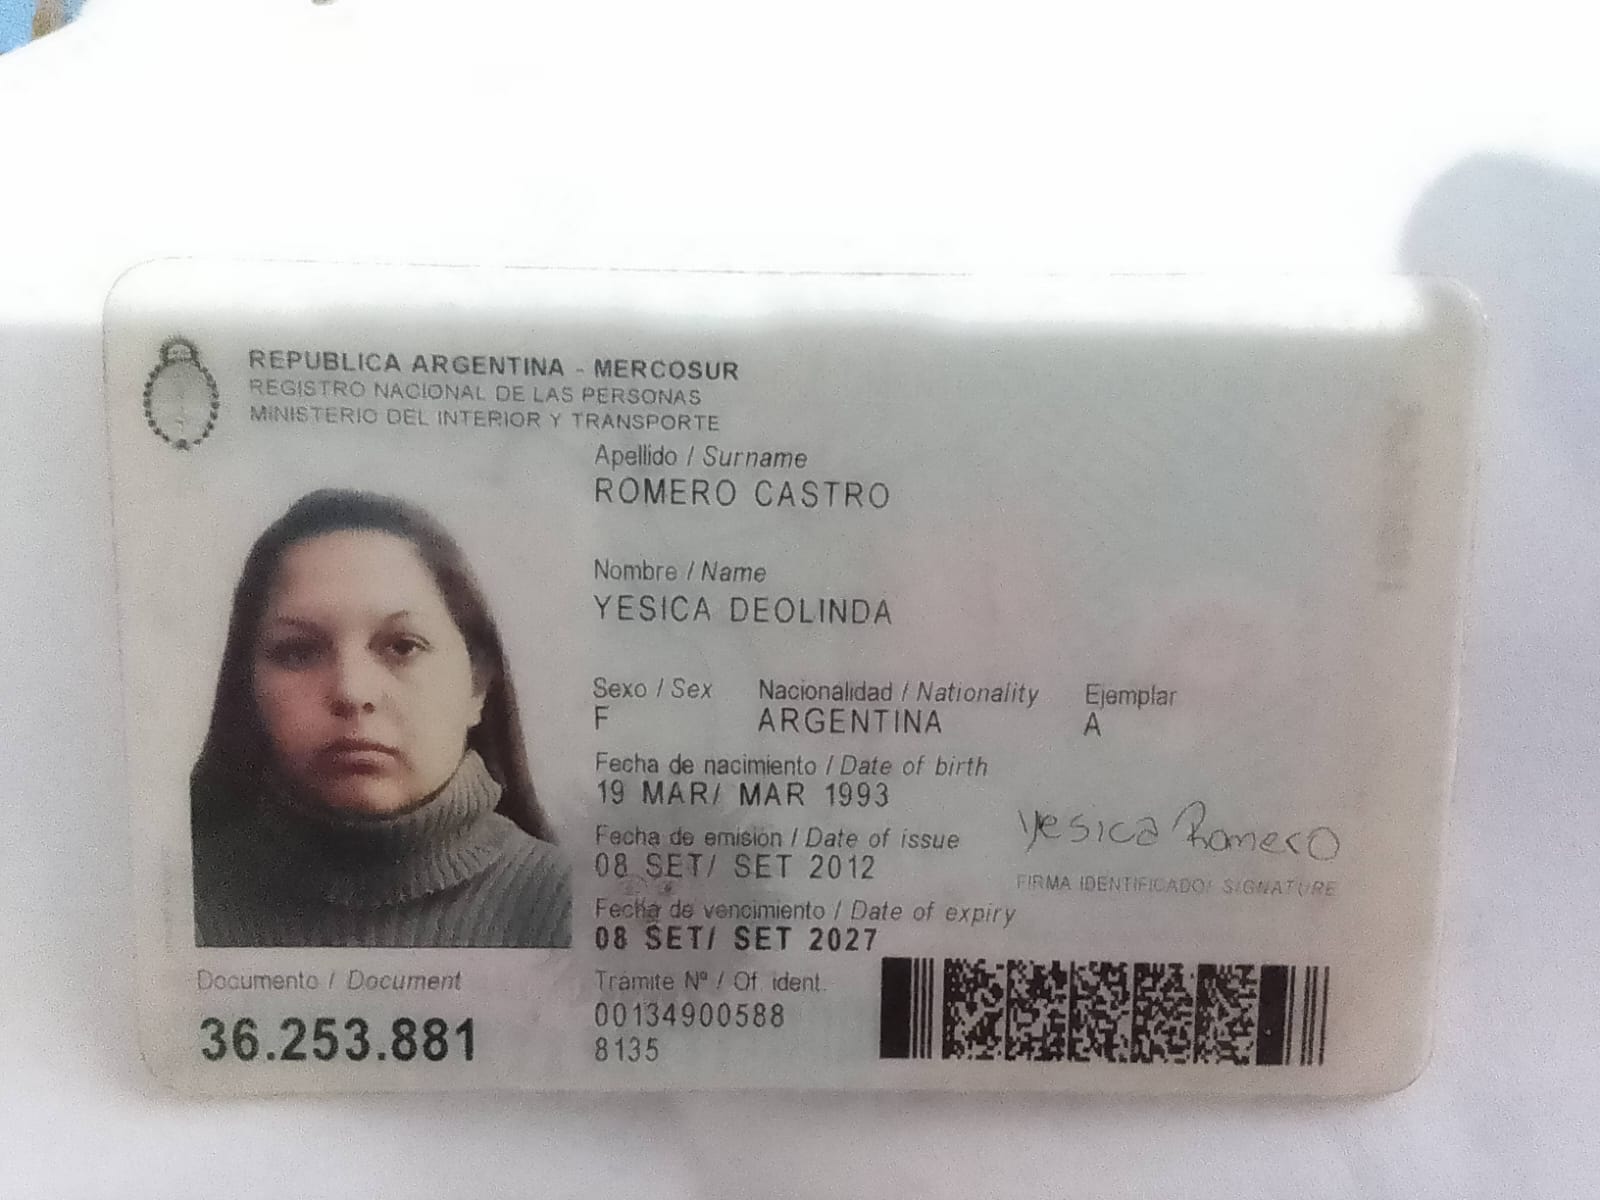 REPUBLICA ARGENTINA - MERCOSUR
REGISTRO NACIONAL DE LAS PERSONAS
MINISTERIO DEL INTERIOR Y TRANSPORTE
Apellido / Surname
ROMERO CASTRO
Nombre / Name
YESICA DEOLINDA
Sexo / Sex Nacionalidad / Nationality Ejemplar
F ARGENTINA A
Fecha de nacimiento / Date of birth
19 MAR/ MAR 1993
Fecha de emisión / Date of issue
08 SET/ SET 2012
Yesica Romero
FIRMA IDENTIFICADO/ SIGNATURE
Fecha de vencimiento / Date of expiry
08 SET/ SET 2027
Documento / Document
36.253.881
Tramite Nº / Of. ident.
00134900588
8135